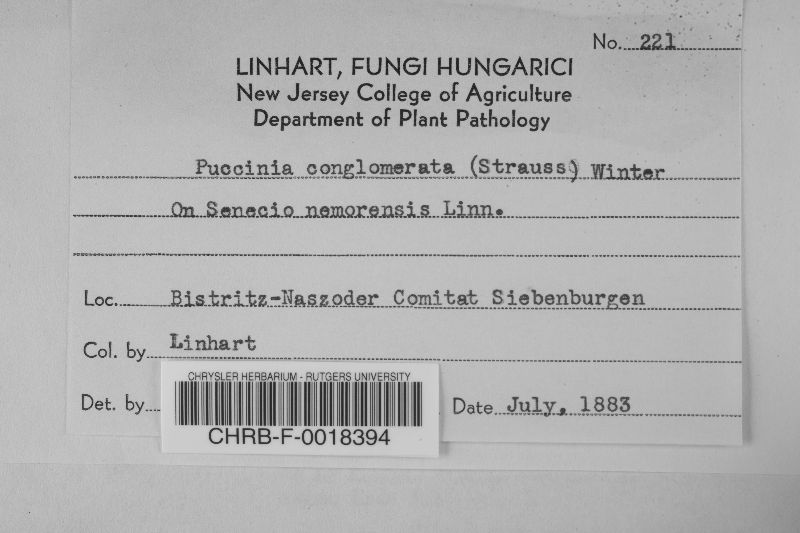 No. 221
LINHART, FUNGI HUNGARICI
New Jersey College of Agriculture
Department of Plant Pathology
Puccinia conglomerata (Strauss) Winter
On Senecio nemorensis Linn.
Loc. Bistritz-Naszoder Comitat Siebenburgen
Col. by Linhart
CHRYSLER HERBARIUM - RUTGERS UNIVERSITY
Det. by
Date July, 1883
CHRB-F-0018394